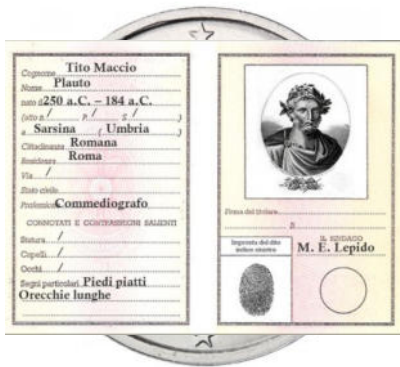 Cognome Tito Maccio
Nome Plauto
nato il 250 a.C. – 184 a.C.
(atto n. / P. / S / )
a Sarsina ( Umbria )
Cittadinanza Romana
Residenza Roma
Via /
Stato civile
Professione Commediografo
CONNOTATI E CONTRASSEGNI SALIENTI
Statura /
Capelli /
Occhi /
Segni particolari Piedi piatti
Orecchie lunghe
Firma del titolare
Impronta del dito
indice sinistro
IL SINDACO
M. E. Lepido